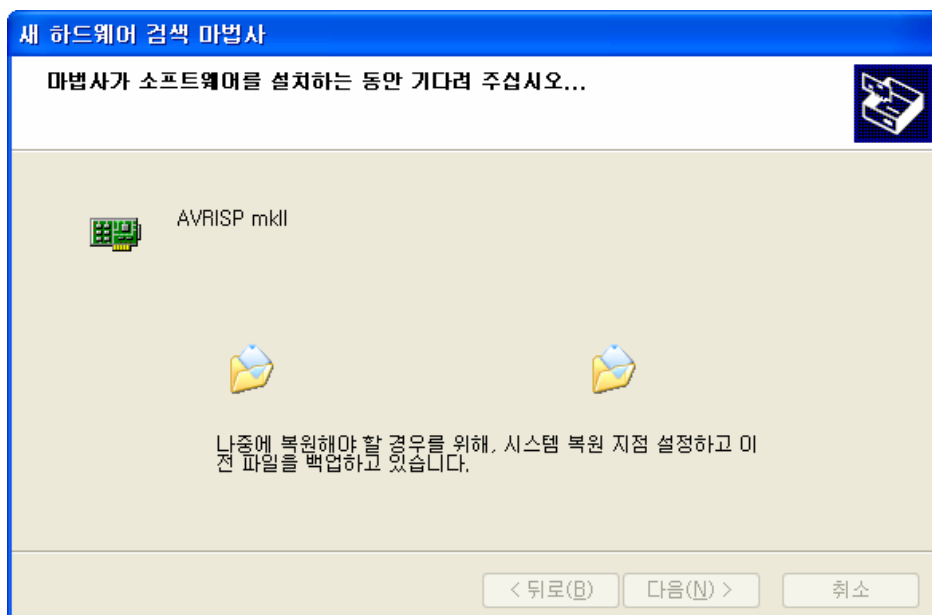 새 하드웨어 검색 마법사
마법사가 소프트웨어를 설치하는 동안 기다려 주십시오...
AVRISP mkII
나중에 복원해야 할 경우를 위해, 시스템 복원 지점 설정하고 이
전 파일을 백업하고 있습니다.
< 뒤로(B) 다음(N) > 취소